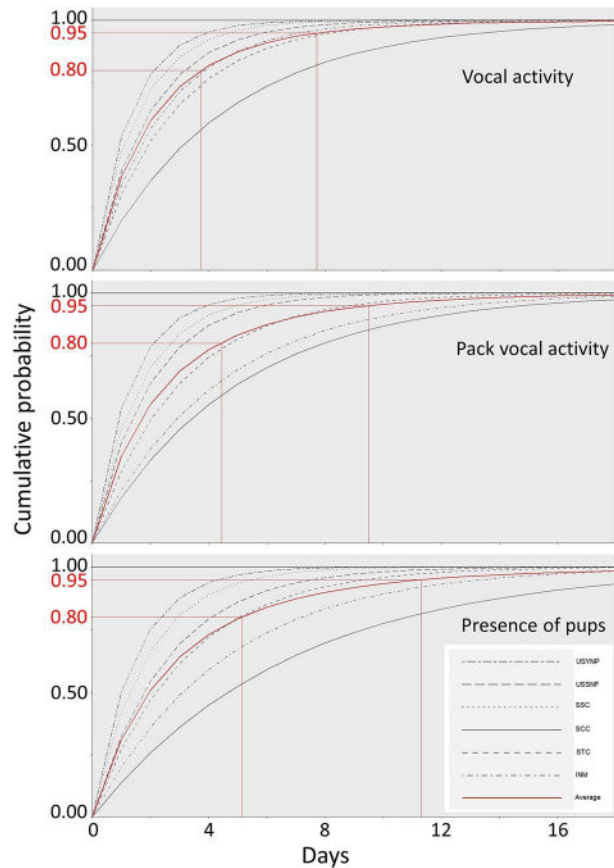 1.00
0.95
0.80
0.50
0.00
Vocal activity
1.00
0.95
0.80
0.50
0.00
Pack vocal activity
Cumulative probability
1.00
0.95
0.80
0.50
0.00
Presence of pups
USYNP
USSNF
SSC
SCC
STC
INM
Average
0 4 8 12 16
Days